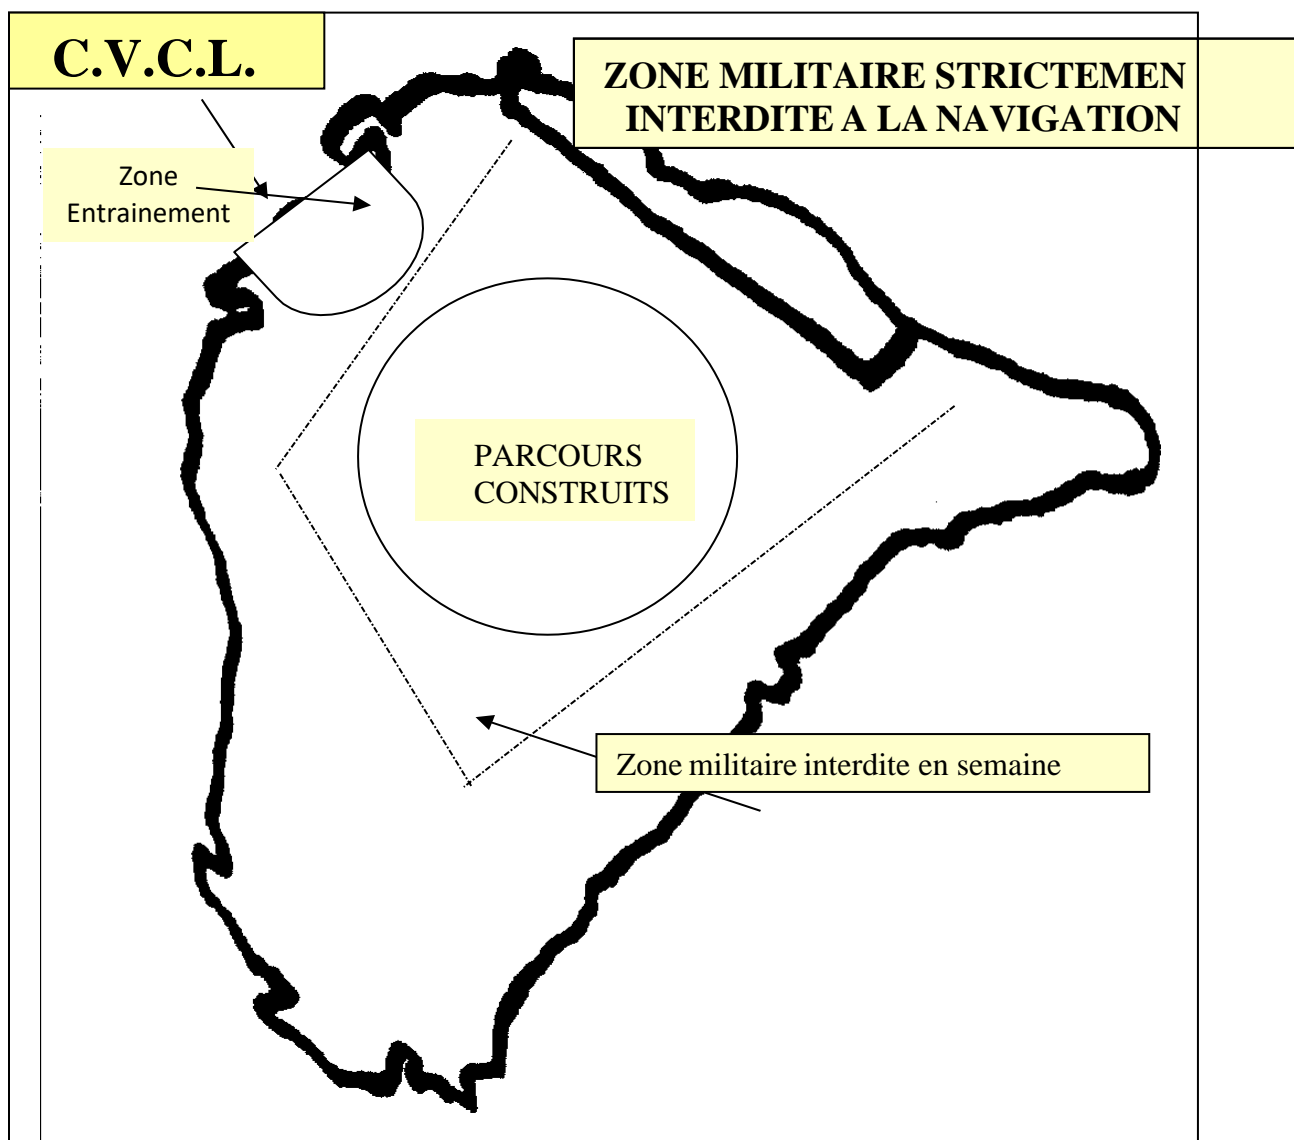 C.V.C.L.
ZONE MILITAIRE STRICTEMEN
INTERDITE A LA NAVIGATION
Zone
Entrainement
PARCOURS
CONSTRUITS
Zone militaire interdite en semaine